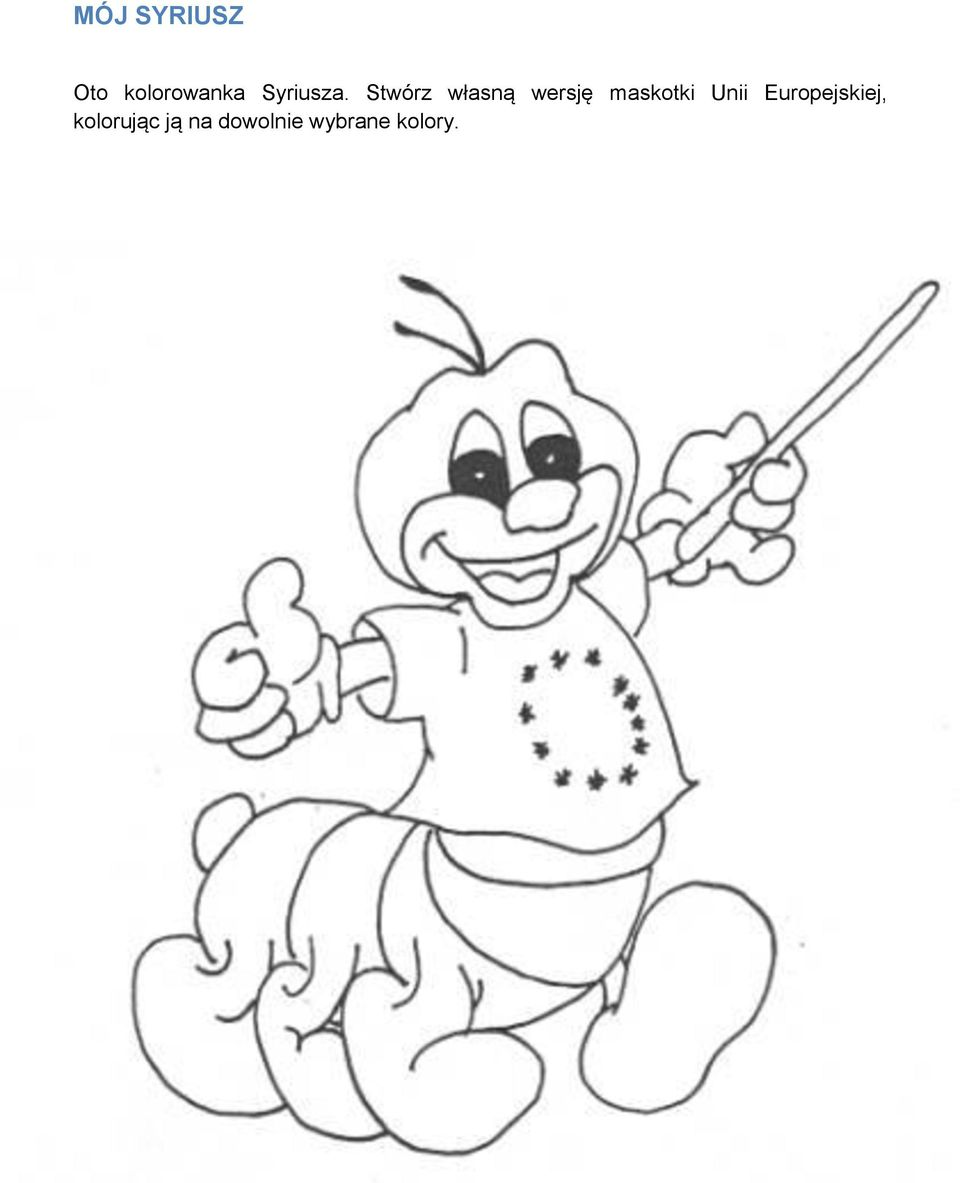 MÓJ SYRIUSZ
Oto kolorowanka Syriusza. Stwórz własną wersję maskotki Unii Europejskiej,
kolorując ją na dowolnie wybrane kolory.